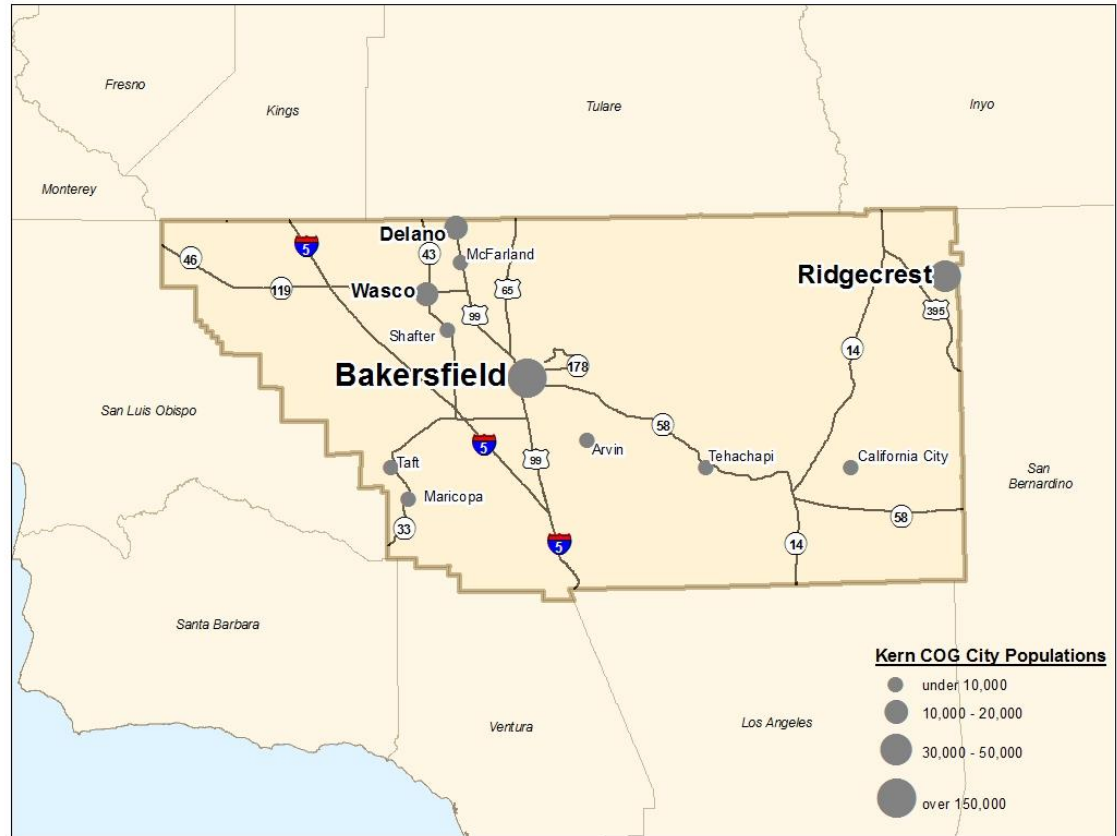 Fresno
Kings
Tulare
Inyo
Monterey
Delano
McFarland
5
43
46
119
Wasco
65
Ridgecrest
395
99
Shafter
14
178
Bakersfield
San Luis Obispo
58
5
Arvin
99
Taft
Tehachapi
California City
San
Bernardino
Maricopa
33
58
5
14
Santa Barbara
Ventura
Los Angeles
Kern COG City Populations
under 10,000
10,000 - 20,000
30,000 - 50,000
over 150,000